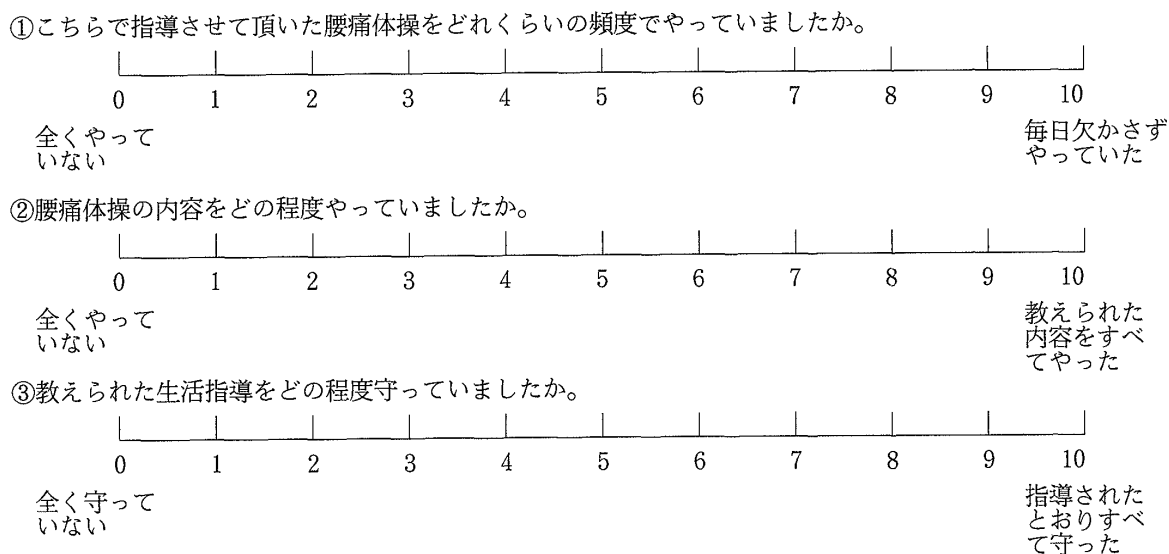 ①こちらで指導させて頂いた腰痛体操をどれくらいの頻度でやっていましたか。
0 1 2 3 4 5 6 7 8 9 10
全くやって
いない
毎日欠かさず
やっていた
②腰痛体操の内容をどの程度やっていましたか。
0 1 2 3 4 5 6 7 8 9 10
全くやって
いない
教えられた
内容をすべ
てやった
③教えられた生活指導をどの程度守っていましたか。
0 1 2 3 4 5 6 7 8 9 10
全く守って
いない
指導された
とおりすべ
て守った